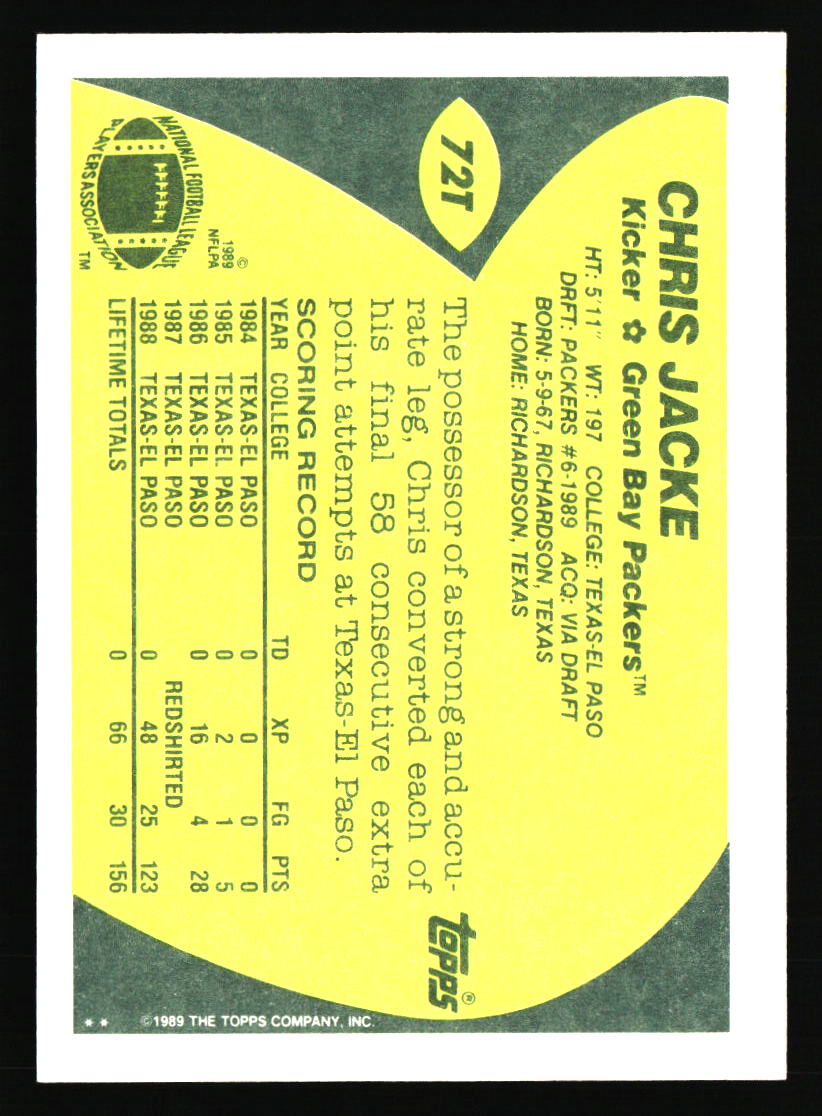 72T
CHRIS JACKE
Kicker ✿ Green Bay Packers™
HT: 5'11" WT: 197 COLLEGE: TEXAS-EL PASO
DRFT: PACKERS #6-1989 ACQ: VIA DRAFT
BORN: 5-9-67, RICHARDSON, TEXAS
HOME: RICHARDSON, TEXAS
The possessor of a strong and accu-
rate leg, Chris converted each of
his final 58 consecutive extra
point attempts at Texas-El Paso.
SCORING RECORD
YEAR COLLEGE TD XP FG PTS
1984 TEXAS-EL PASO 0 0 0 0
1985 TEXAS-EL PASO 0 2 1 5
1986 TEXAS-EL PASO 0 16 4 28
1987 TEXAS-EL PASO REDSHIRTED
1988 TEXAS-EL PASO 0 48 25 123
LIFETIME TOTALS 0 66 30 156
NATIONAL FOOTBALL LEAGUE
PLAYERS ASSOCIATION
TM
©
1989
NFLPA
topps®
©1989 THE TOPPS COMPANY, INC.
* *